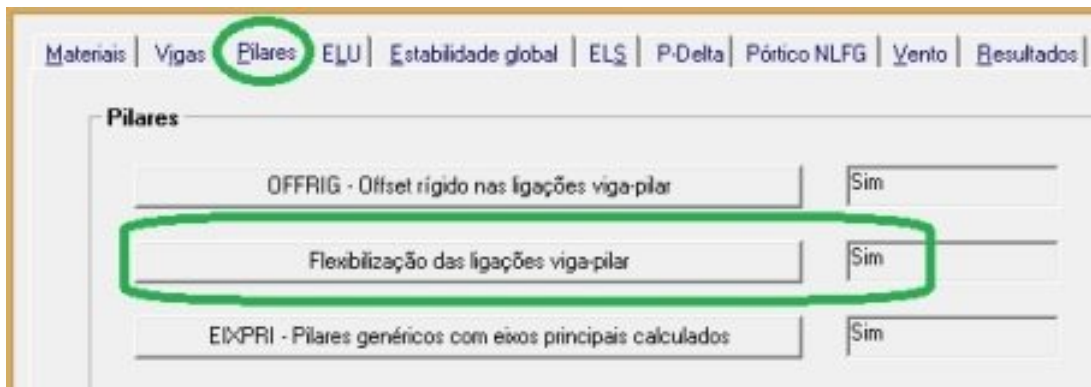 Materiais | Vigas | Pilares | ELU | Estabilidade global | ELS | P-Delta | Pórtico NLFG | Vento | Resultados |
Pilares
OFFRIG - Offset rígido nas ligações viga-pilar Sim
Flexibilização das ligações viga-pilar Sim
EIXPRI - Pilares genéricos com eixos principais calculados Sim